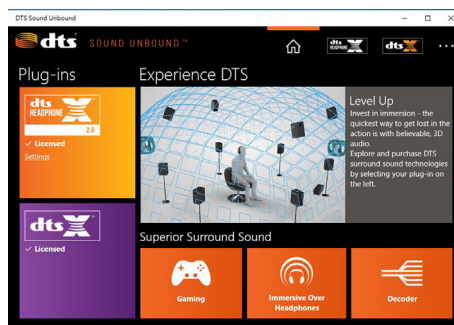 DTS Sound Unbound
dts SOUND UNBOUND™
dts HEADPHONE X
dts X
Plug-ins
dts
HEADPHONE X
2.0
✓ Licensed
Settings
dts X
✓ Licensed
Experience DTS
Level Up
Invest in immersion - the
quickest way to get lost in the
action is with believable, 3D
audio.
Explore and purchase DTS
surround sound technologies
by selecting your plug-in on
the left.
Superior Surround Sound
Gaming
Immersive Over
Headphones
Decoder